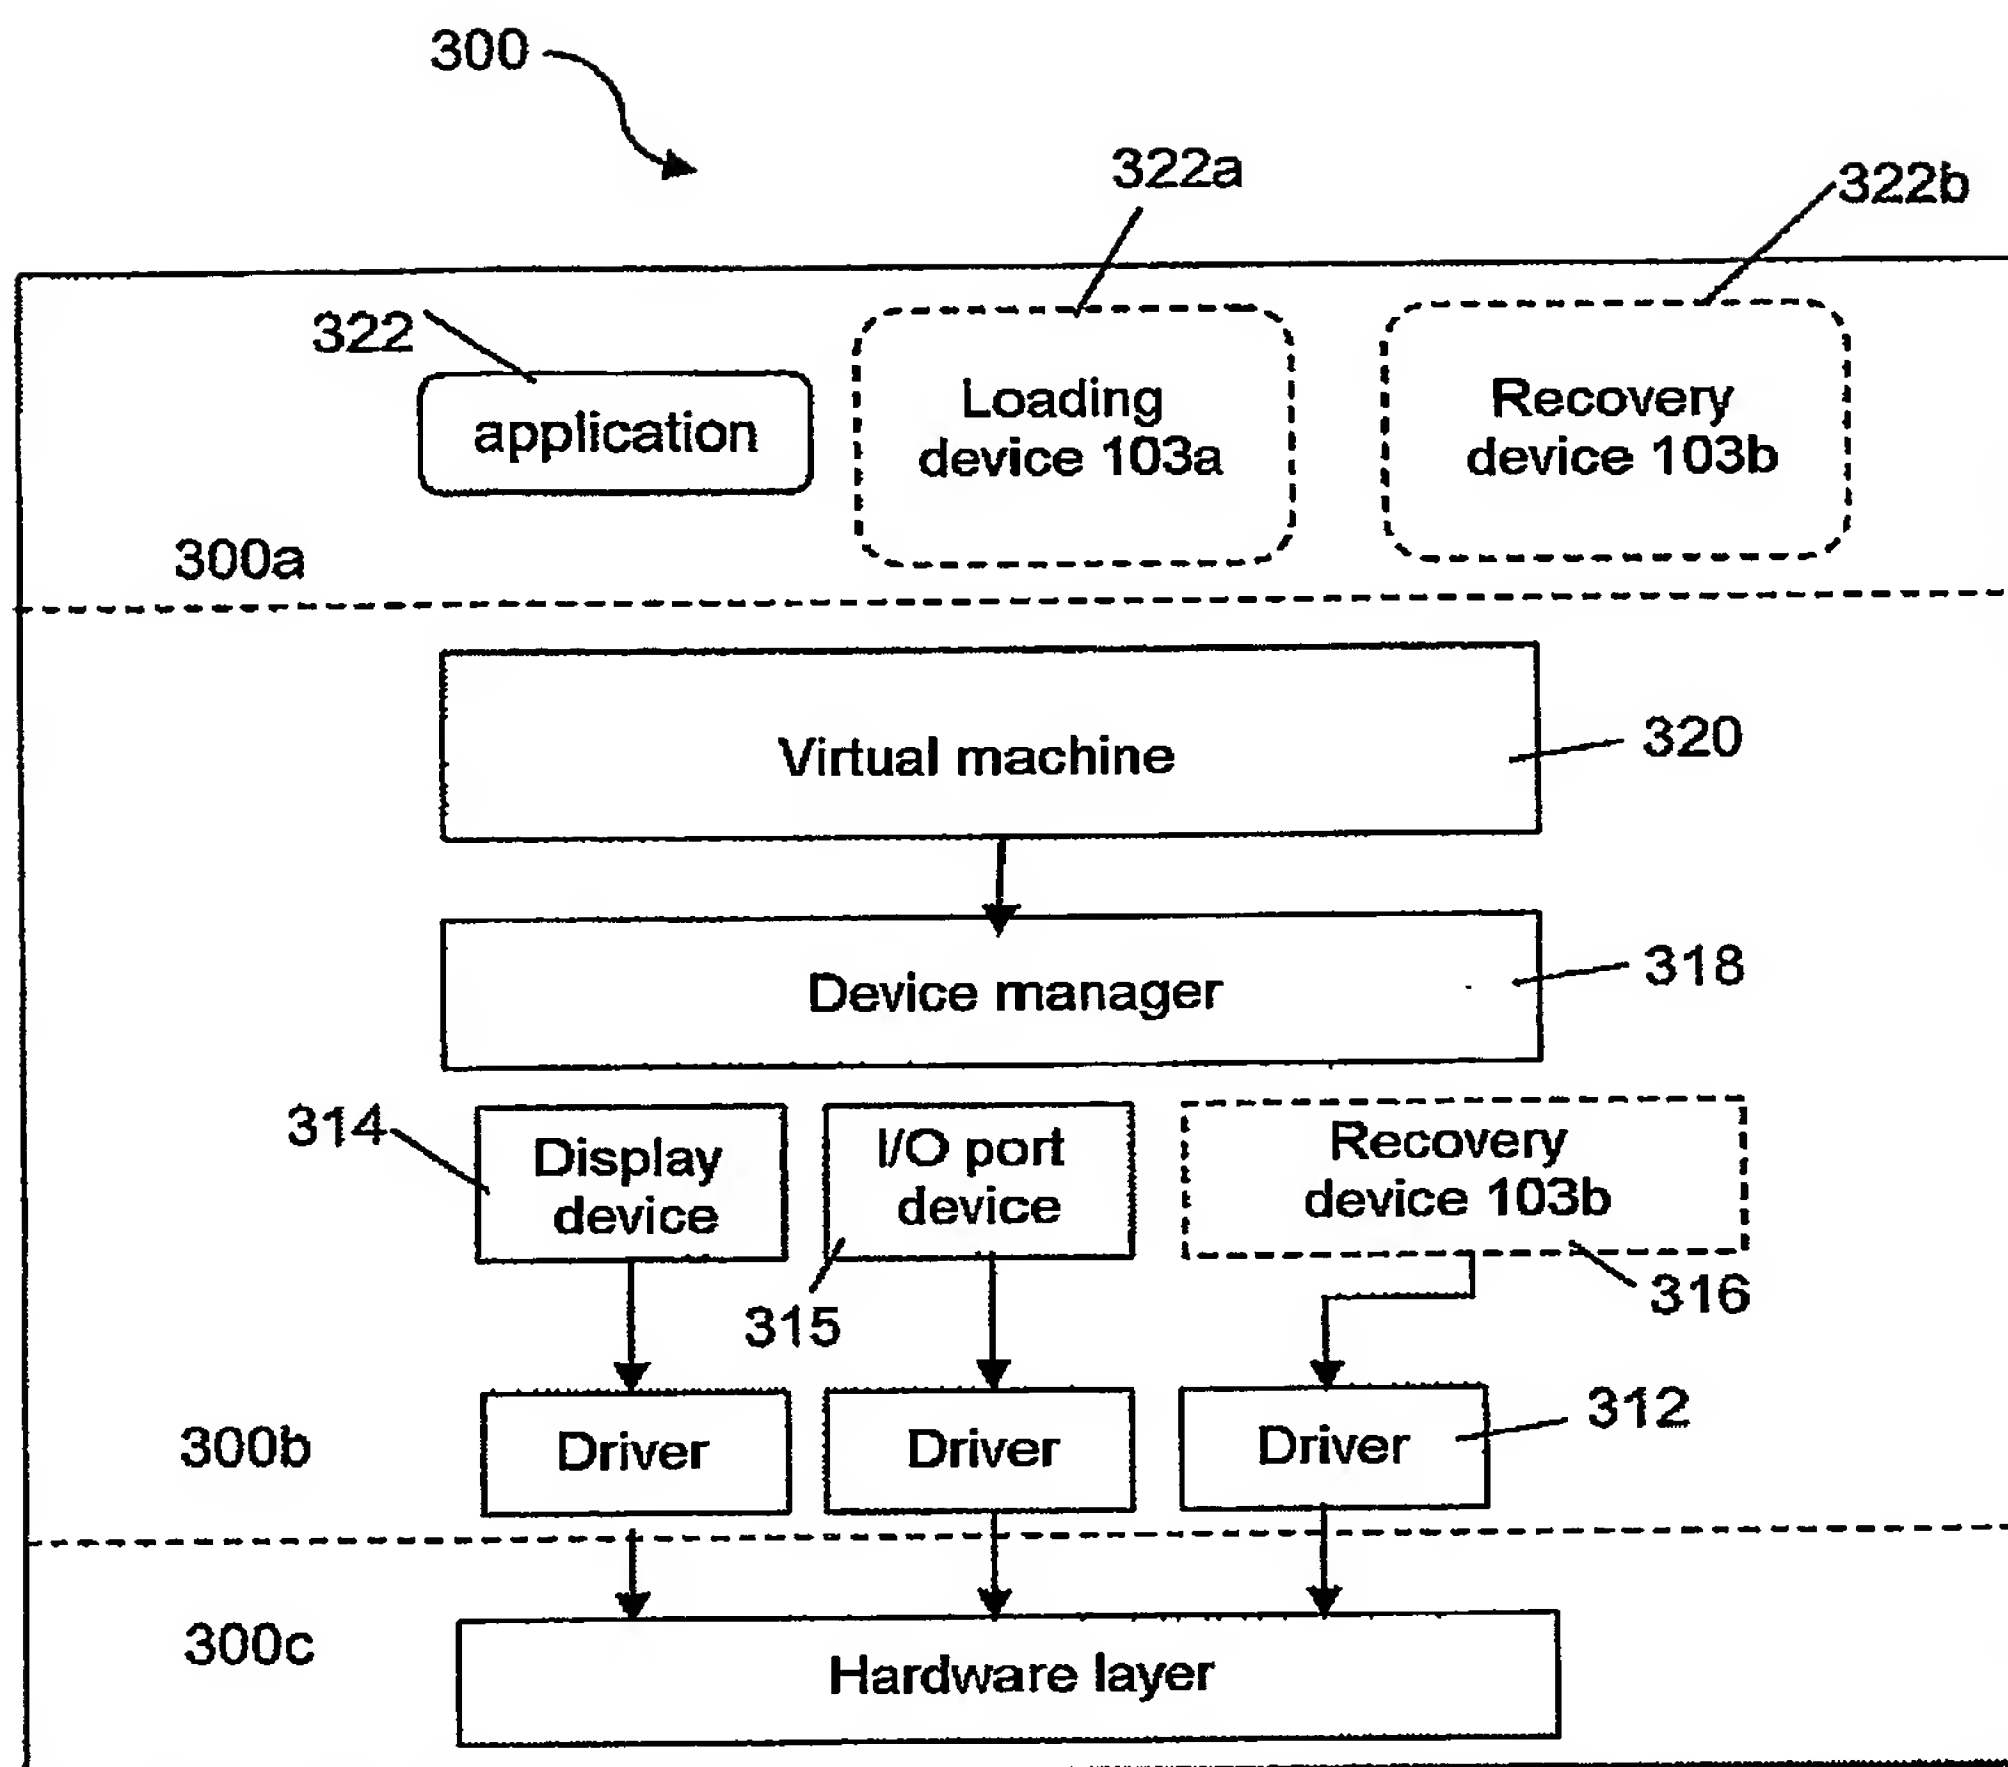 300
322a
322b
322
application
Loading
device 103a
Recovery
device 103b
300a
Virtual machine
320
Device manager
318
314
Display
device
I/O port
device
Recovery
device 103b
315
316
300b
Driver
Driver
Driver
312
300c
Hardware layer